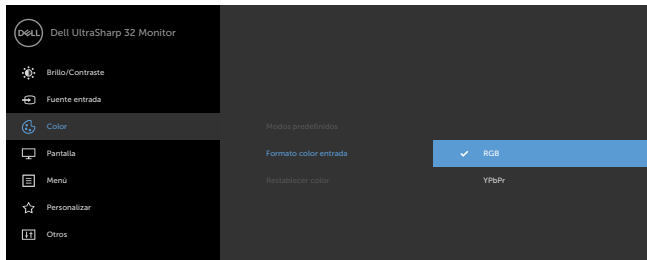 DELL Dell UltraSharp 32 Monitor
Brillo/Contraste
Fuente entrada
Color
Modos predefinidos
Pantalla
Formato color entrada
RGB
Menú
Restablecer color
YPbPr
Personalizar
Otros